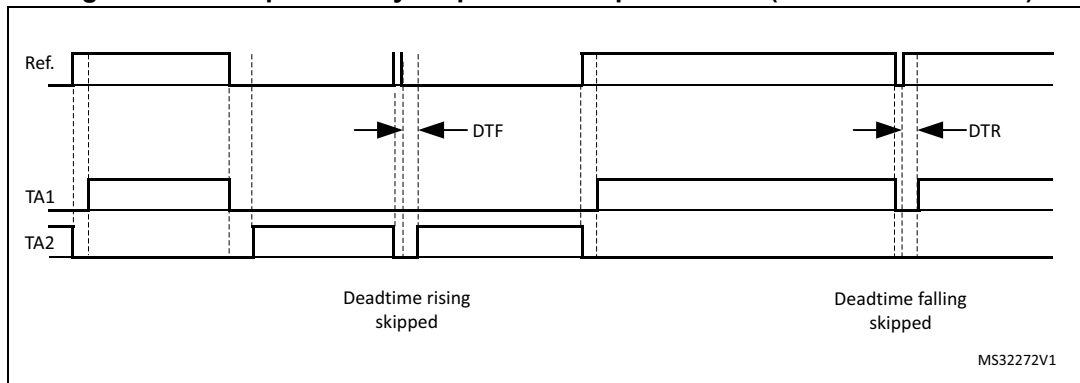 Ref.
DTF
DTR
TA1
TA2
Deadtime rising
skipped
Deadtime falling
skipped
MS32272V1